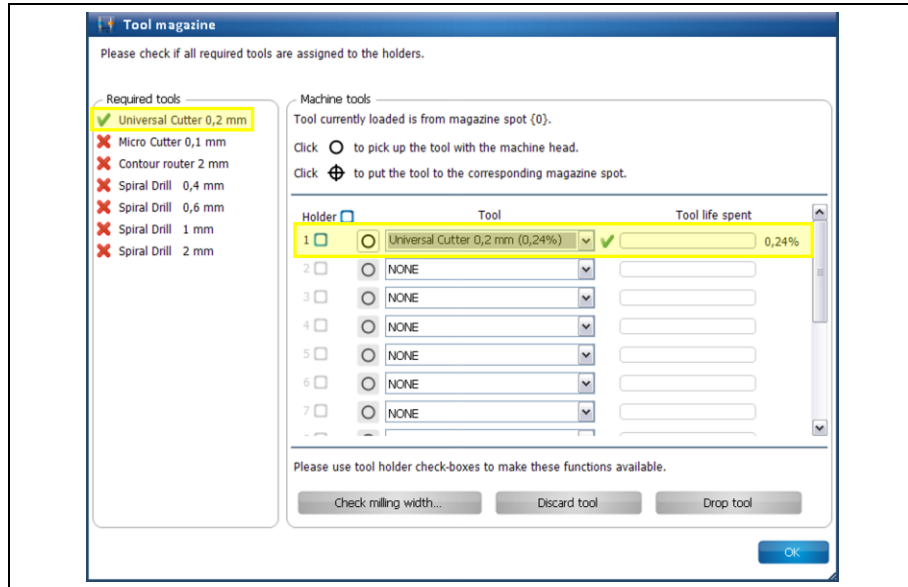 Tool magazine
Please check if all required tools are assigned to the holders.
Required tools
Universal Cutter 0,2 mm
Micro Cutter 0,1 mm
Contour router 2 mm
Spiral Drill 0,4 mm
Spiral Drill 0,6 mm
Spiral Drill 1 mm
Spiral Drill 2 mm
Machine tools
Tool currently loaded is from magazine spot {0}.
Click to pick up the tool with the machine head.
Click to put the tool to the corresponding magazine spot.
Holder Tool Tool life spent
1 Universal Cutter 0,2 mm (0,24%) 0,24%
2 NONE
3 NONE
4 NONE
5 NONE
6 NONE
7 NONE
Please use tool holder check-boxes to make these functions available.
Check milling width... Discard tool Drop tool
OK